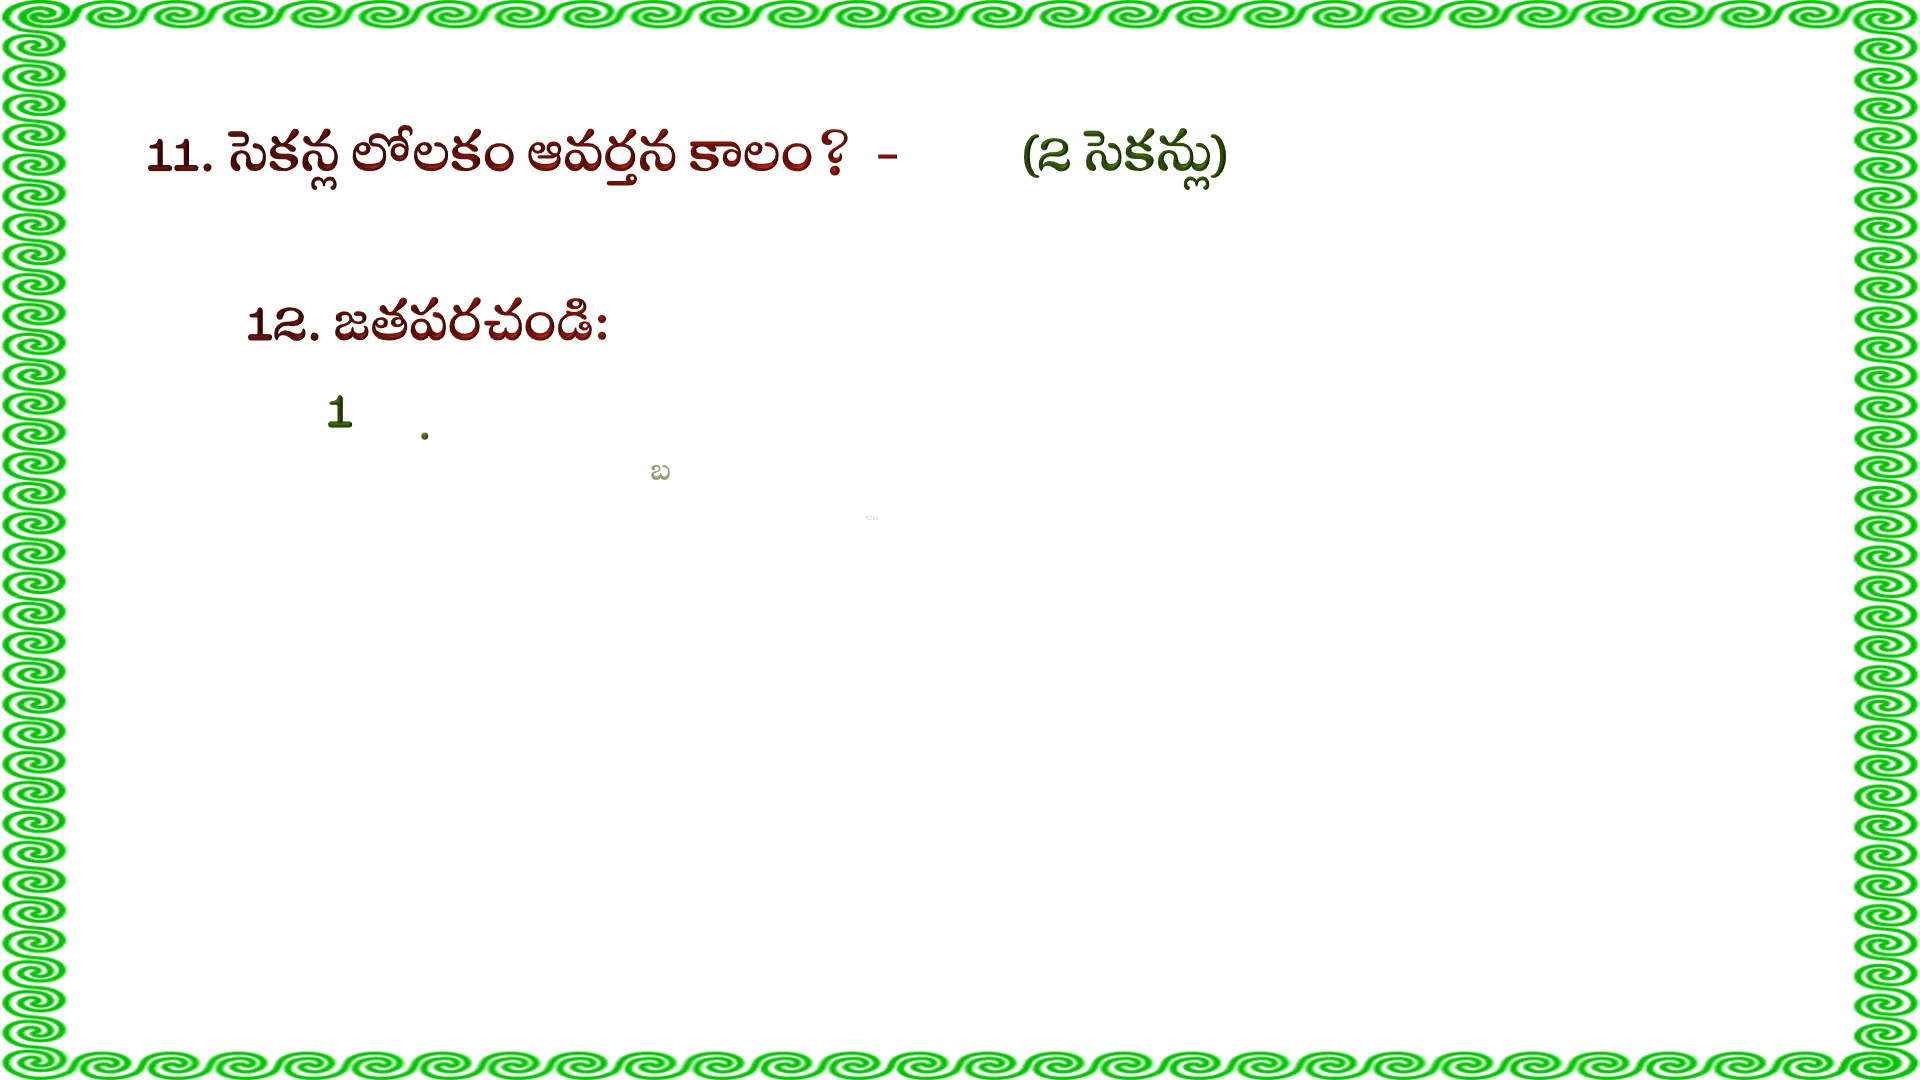 11. సెకన్ల లోలకం ఆవర్తన కాలం? - (2 సెకన్లు)
12. జతపరచండి:
1 . బ